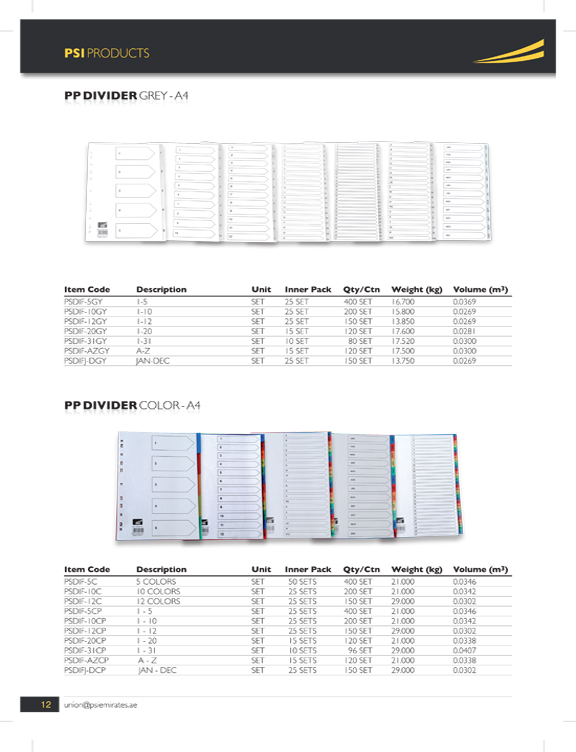 PSI PRODUCTS
PP DIVIDER GREY - A4
Item Code Description Unit Inner Pack Qty/Ctn Weight (kg) Volume (m³)
PSDIF-5GY 1-5 SET 25 SET 400 SET 16.700 0.0369
PSDIF-10GY 1-10 SET 25 SET 200 SET 15.800 0.0269
PSDIF-12GY 1-12 SET 25 SET 150 SET 13.850 0.0269
PSDIF-20GY 1-20 SET 15 SET 120 SET 17.600 0.0281
PSDIF-31GY 1-31 SET 10 SET 80 SET 17.520 0.0300
PSDIF-AZGY A-Z SET 15 SET 120 SET 17.500 0.0300
PSDIFJ-DGY JAN-DEC SET 25 SET 150 SET 13.750 0.0269
PP DIVIDER COLOR - A4
Item Code Description Unit Inner Pack Qty/Ctn Weight (kg) Volume (m³)
PSDIF-5C 5 COLORS SET 50 SETS 400 SET 21.000 0.0346
PSDIF-10C 10 COLORS SET 25 SETS 200 SET 21.000 0.0342
PSDIF-12C 12 COLORS SET 25 SETS 150 SET 29.000 0.0302
PSDIF-5CP 1 - 5 SET 25 SETS 400 SET 21.000 0.0346
PSDIF-10CP 1 - 10 SET 25 SETS 200 SET 21.000 0.0342
PSDIF-12CP 1 - 12 SET 25 SETS 150 SET 29.000 0.0302
PSDIF-20CP 1 - 20 SET 15 SETS 120 SET 21.000 0.0338
PSDIF-31CP 1 - 31 SET 10 SETS 96 SET 29.000 0.0407
PSDIF-AZCP A - Z SET 15 SETS 120 SET 21.000 0.0338
PSDIFJ-DCP JAN - DEC SET 25 SETS 150 SET 29.000 0.0302
12 union@psiemirates.ae